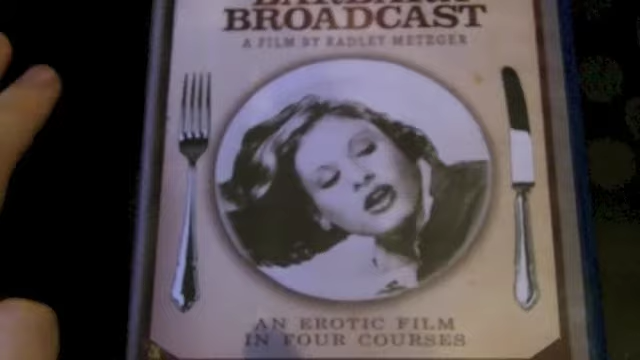 BROADCAST
A FILM BY RADLEY METZGER
AN EROTIC FILM
IN FOUR COURSES